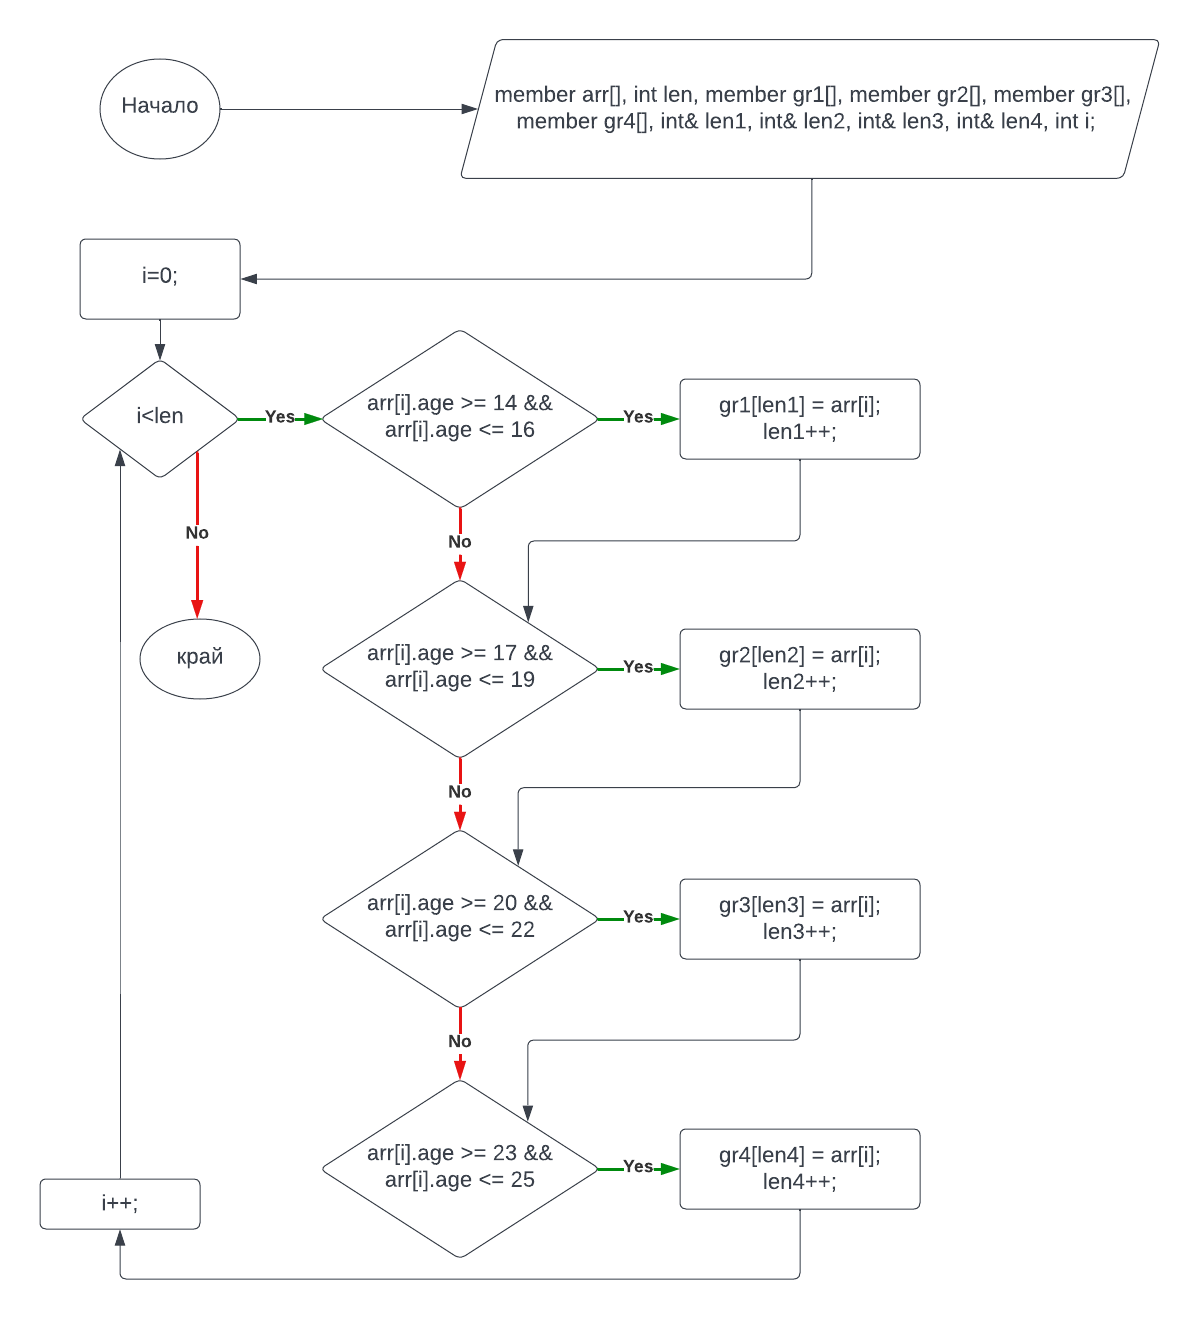 Начало
member arr[], int len, member gr1[], member gr2[], member gr3[],
member gr4[], int& len1, int& len2, int& len3, int& len4, int i;
i=0;
i<len
Yes
arr[i].age >= 14 &&
arr[i].age <= 16
Yes
gr1[len1] = arr[i];
len1++;
No
край
No
arr[i].age >= 17 &&
arr[i].age <= 19
Yes
gr2[len2] = arr[i];
len2++;
No
arr[i].age >= 20 &&
arr[i].age <= 22
Yes
gr3[len3] = arr[i];
len3++;
No
arr[i].age >= 23 &&
arr[i].age <= 25
Yes
gr4[len4] = arr[i];
len4++;
i++;